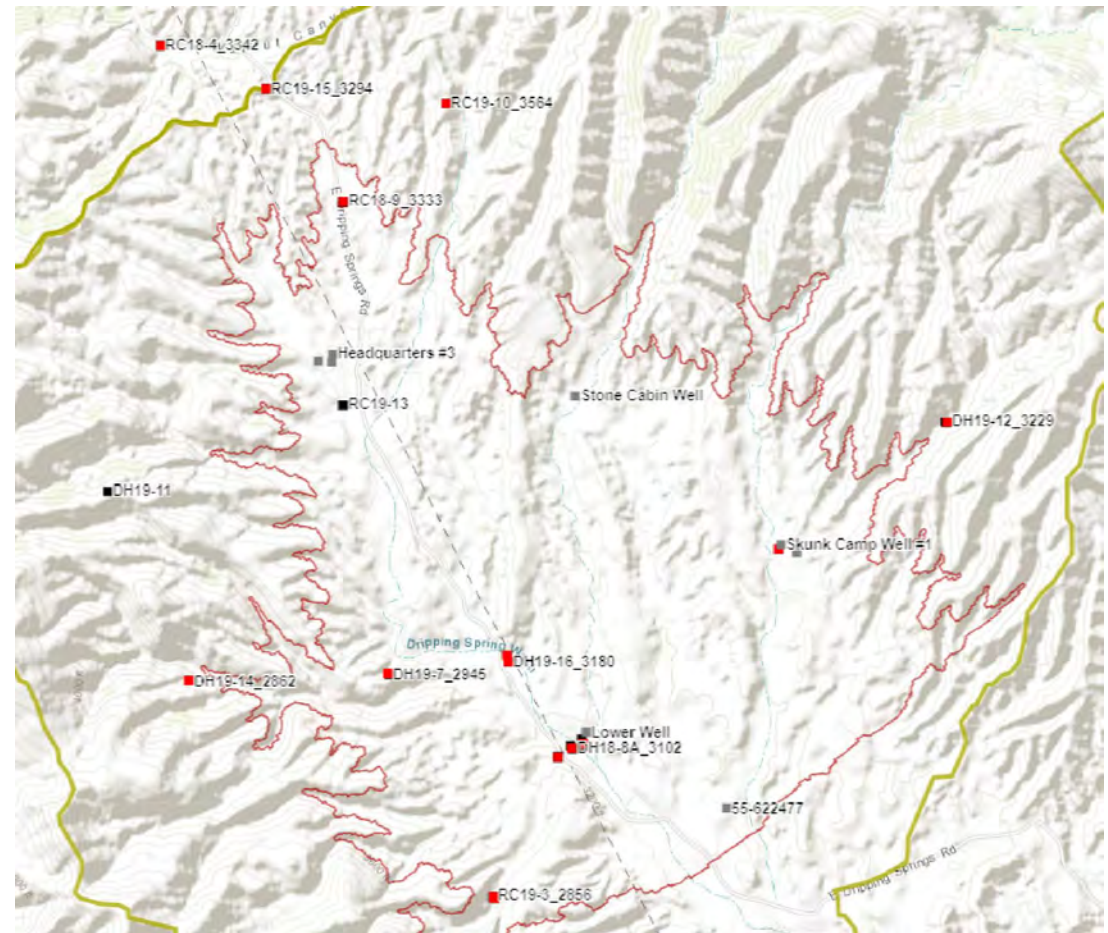 RC18-4_3342
RC19-15_3294
RC19-10_3564
RC18-9_3333
E Dripping Springs Rd
Headquarters #3
Stone Cabin Well
RC19-13
DH19-12_3229
DH19-11
Skunk Camp Well #1
Dripping Spring
DH19-16_3180
DH19-7_2945
DH19-14_2862
Lower Well
DH18-8A_3102
55-622477
E Dripping Springs Rd
RC19-3_2856